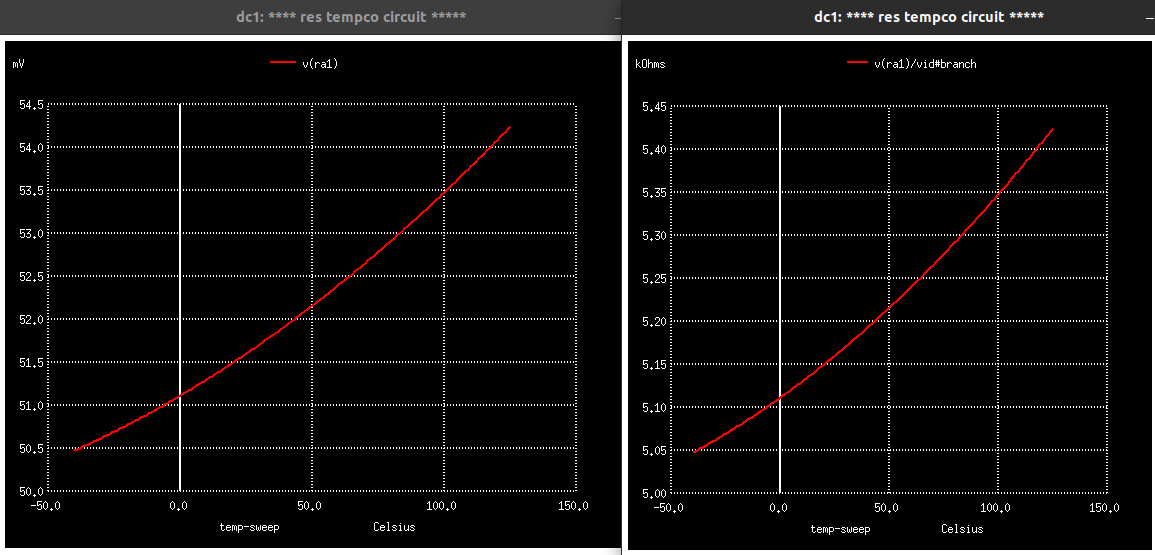 dc1: **** res tempco circuit *****
mV
v(ra1)
54.5
54.0
53.5
53.0
52.5
52.0
51.5
51.0
50.5
50.0
-50.0 0.0 50.0 100.0 150.0
temp-sweep Celsius
dc1: **** res tempco circuit *****
kOhms
v(ra1)/vid#branch
5.45
5.40
5.35
5.30
5.25
5.20
5.15
5.10
5.05
5.00
-50.0 0.0 50.0 100.0 150.0
temp-sweep Celsius